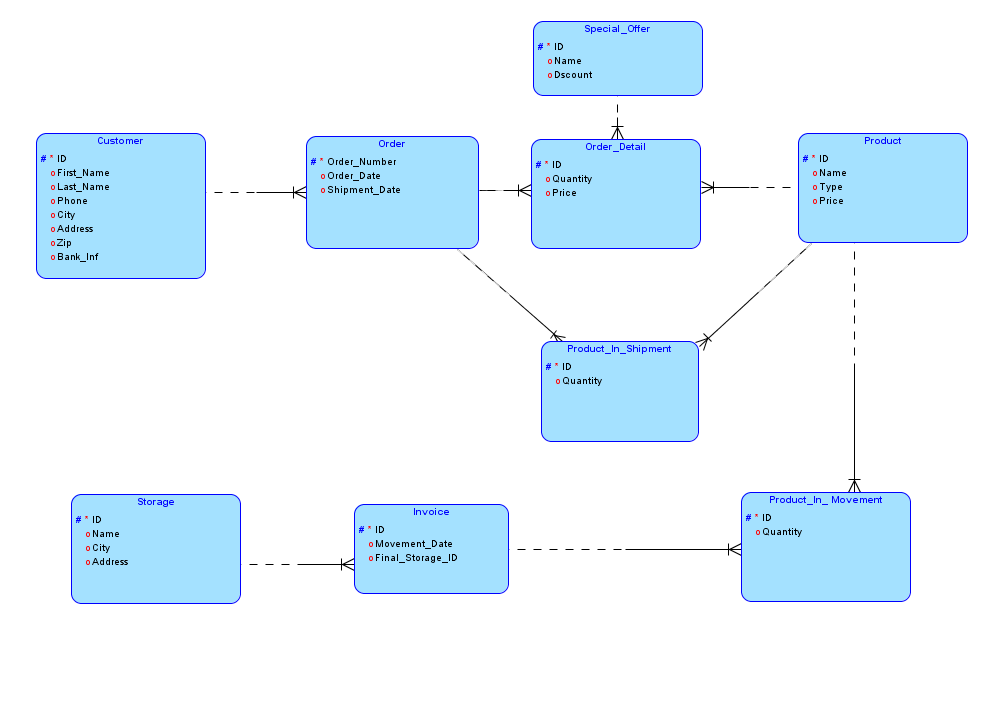 Special_Offer
# * ID
o Name
o Dscount
Customer
# * ID
o First_Name
o Last_Name
o Phone
o City
o Address
o Zip
o Bank_Inf
Order
# * Order_Number
o Order_Date
o Shipment_Date
Order_Detail
# * ID
o Quantity
o Price
Product
# * ID
o Name
o Type
o Price
Product_In_Shipment
# * ID
o Quantity
Storage
# * ID
o Name
o City
o Address
Invoice
# * ID
o Movement_Date
o Final_Storage_ID
Product_In_ Movement
# * ID
o Quantity